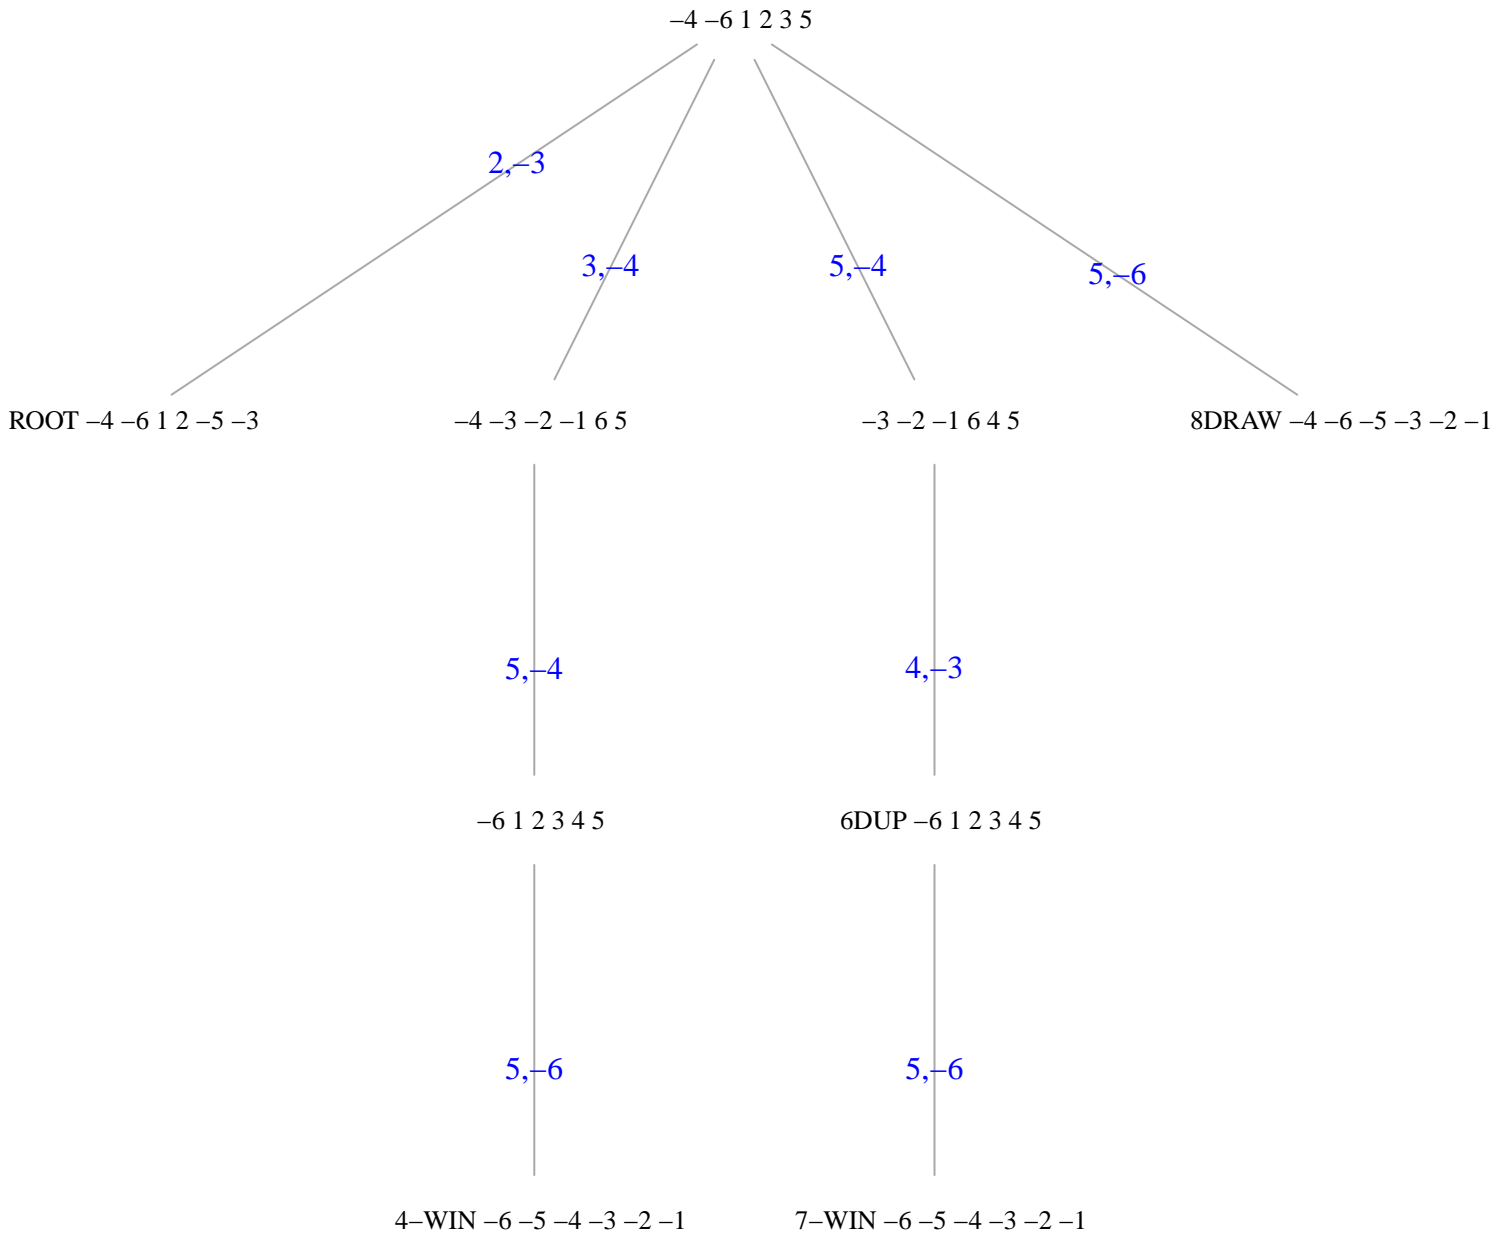 –4 –6 1 2 3 5
2,–3
3,–4
5,–4
5,–6
ROOT –4 –6 1 2 –5 –3
–4 –3 –2 –1 6 5
–3 –2 –1 6 4 5
8DRAW –4 –6 –5 –3 –2 –1
5,–4
4,–3
–6 1 2 3 4 5
6DUP –6 1 2 3 4 5
5,–6
5,–6
4–WIN –6 –5 –4 –3 –2 –1
7–WIN –6 –5 –4 –3 –2 –1